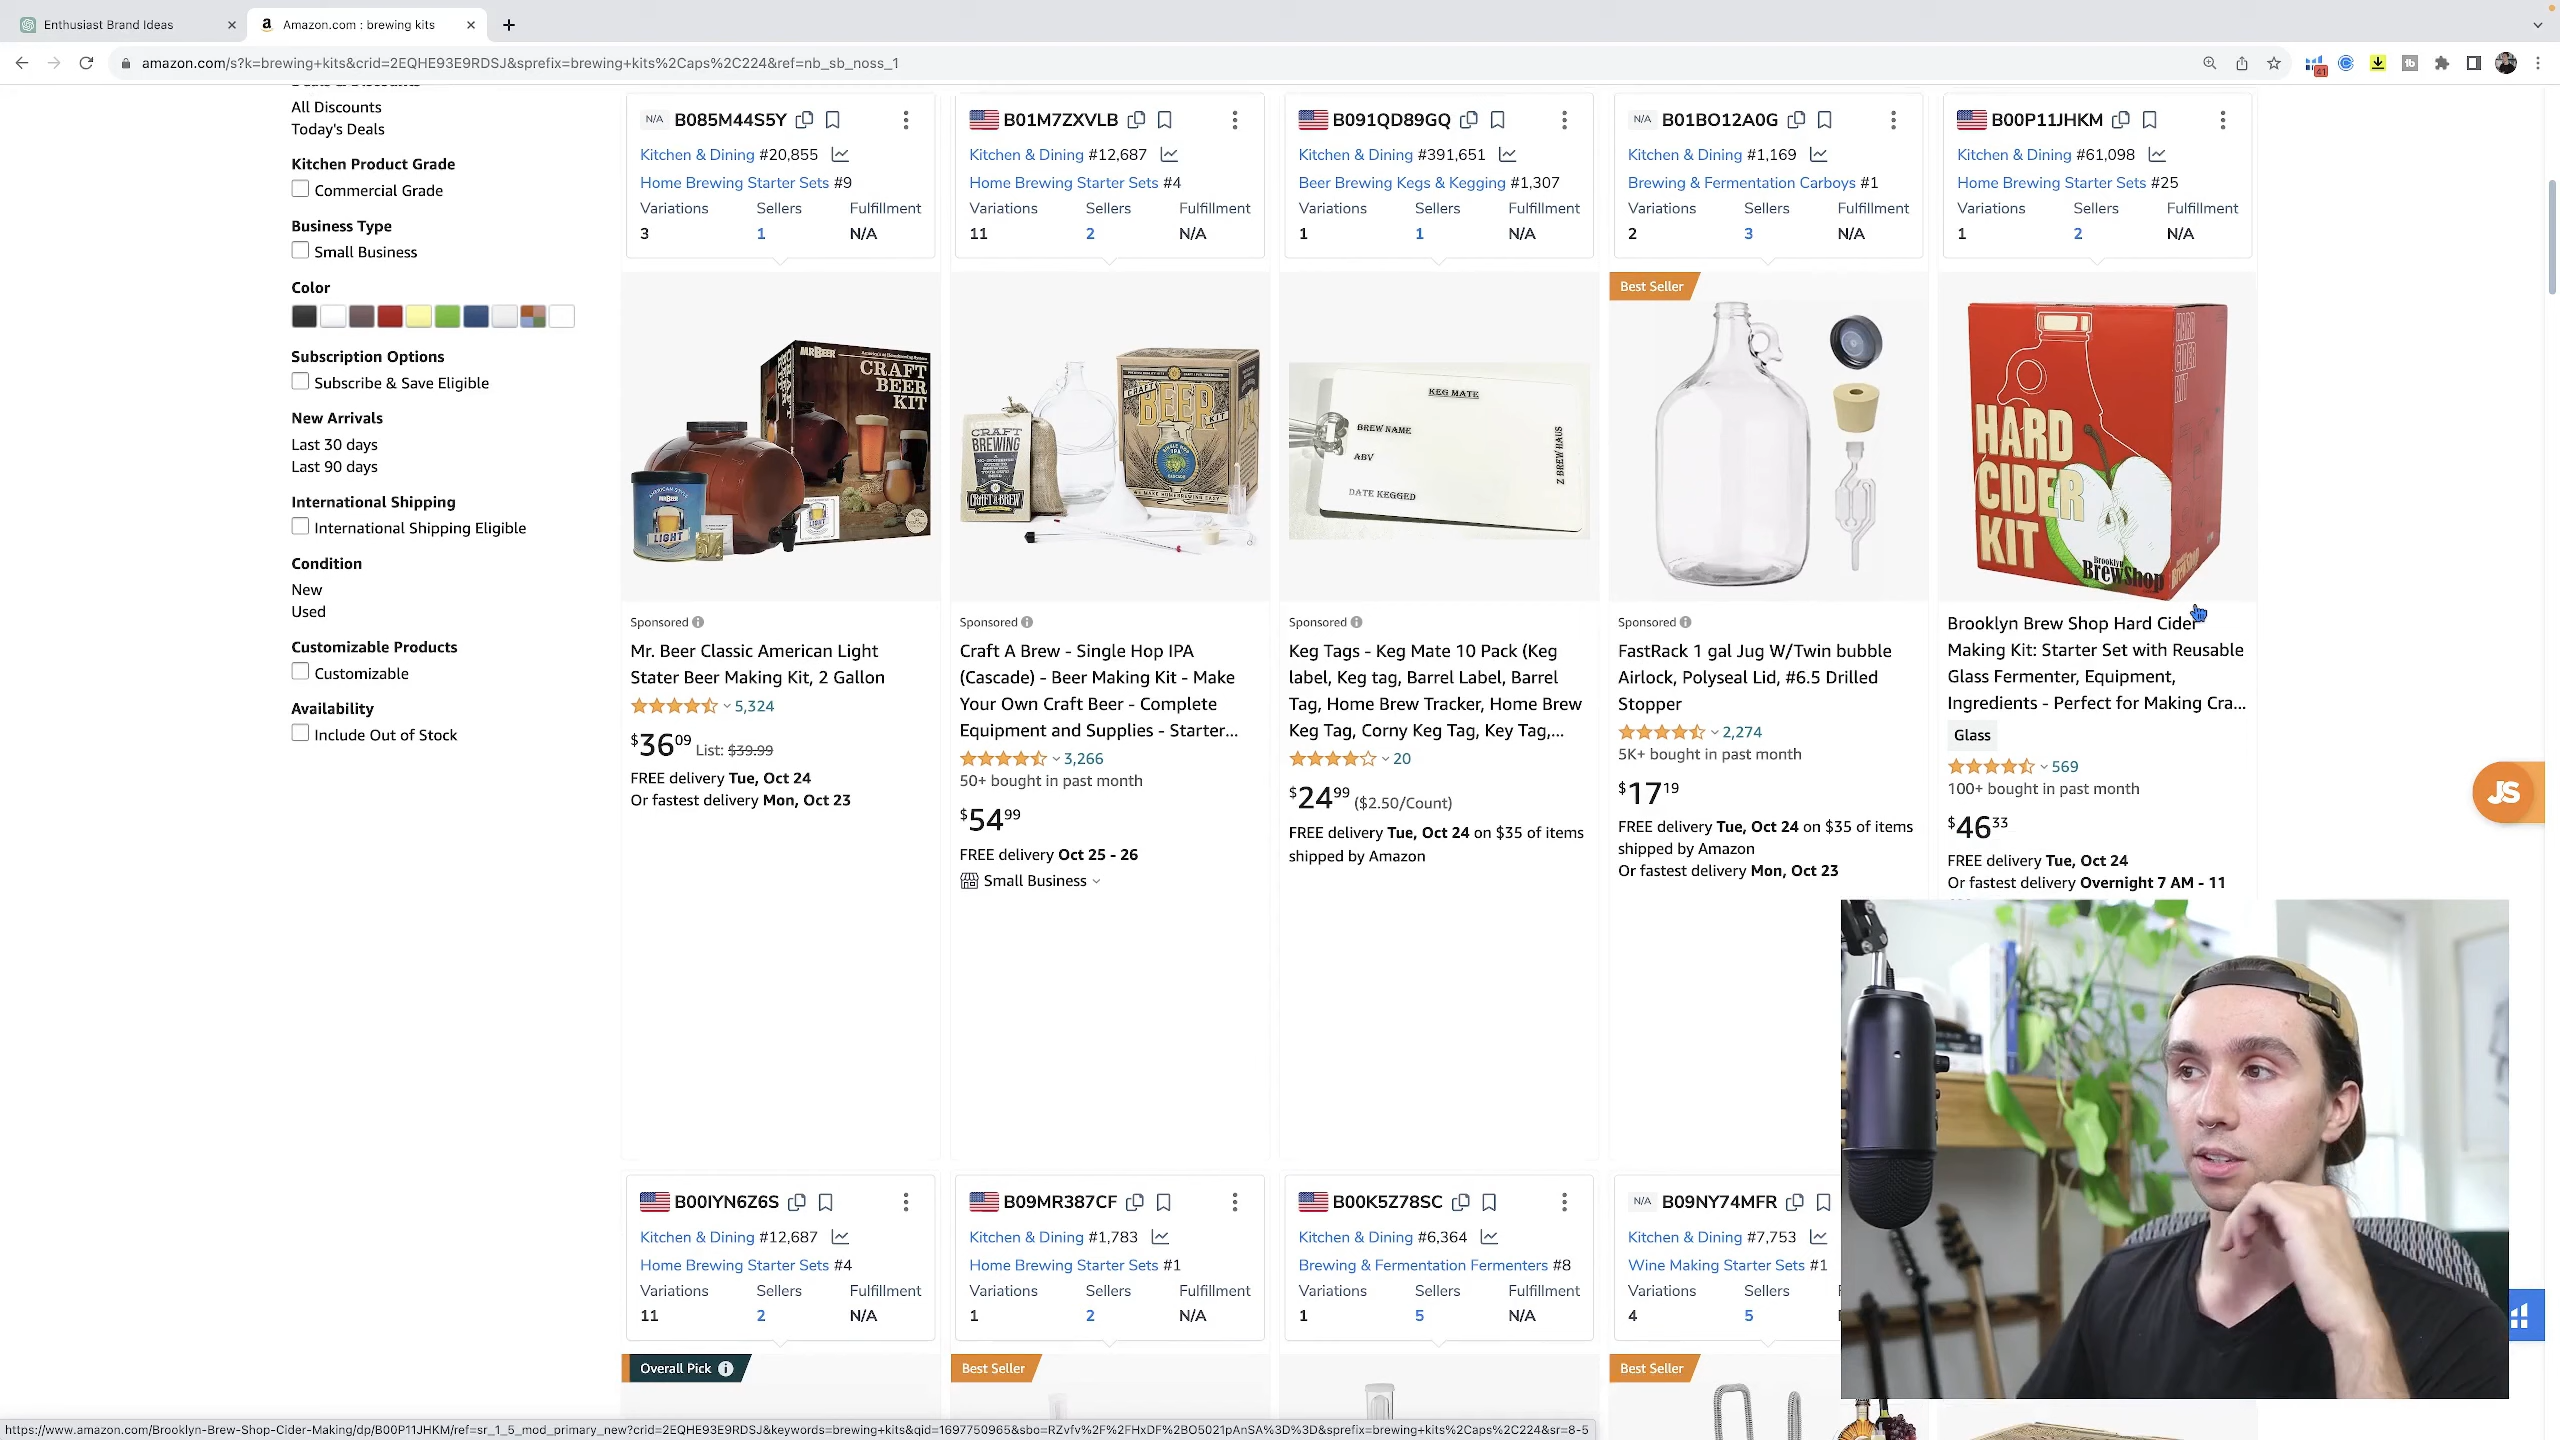 Enthusiast Brand Ideas
Amazon.com : brewing kits
amazon.com/s?k=brewing+kits&crid=2EQHE93E9RDSJ&sprefix=brewing+kits%2Caps%2C224&ref=nb_sb_noss_1
41
All Discounts
Today's Deals
Kitchen Product Grade
Commercial Grade
Business Type
Small Business
Color
Subscription Options
Subscribe & Save Eligible
New Arrivals
Last 30 days
Last 90 days
International Shipping
International Shipping Eligible
Condition
New
Used
Customizable Products
Customizable
Availability
Include Out of Stock
N/A B085M44S5Y
Kitchen & Dining #20,855
Home Brewing Starter Sets #9
Variations Sellers Fulfillment
3 1 N/A
MR.BEER
CRAFT
BEER
KIT
LIGHT
Sponsored
Mr. Beer Classic American Light
Stater Beer Making Kit, 2 Gallon
5,324
$36.09 List: $39.99
FREE delivery Tue, Oct 24
Or fastest delivery Mon, Oct 23
B01M7ZXVLB
Kitchen & Dining #12,687
Home Brewing Starter Sets #4
Variations Sellers Fulfillment
11 2 N/A
CRAFT
BREWING
CRAFT A BREW
CRAFT
BEER
KIT
Sponsored
Craft A Brew - Single Hop IPA
(Cascade) - Beer Making Kit - Make
Your Own Craft Beer - Complete
Equipment and Supplies - Starter...
3,266
50+ bought in past month
$54.99
FREE delivery Oct 25 - 26
Small Business
B091QD89GQ
Kitchen & Dining #391,651
Beer Brewing Kegs & Kegging #1,307
Variations Sellers Fulfillment
1 1 N/A
KEG MATE
BREW NAME
ABV
DATE KEGGED
Z BREW HAUS
Sponsored
Keg Tags - Keg Mate 10 Pack (Keg
label, Keg tag, Barrel Label, Barrel
Tag, Home Brew Tracker, Home Brew
Keg Tag, Corny Keg Tag, Key Tag,...
20
$24.99 ($2.50/Count)
FREE delivery Tue, Oct 24 on $35 of items
shipped by Amazon
N/A B01BO12A0G
Kitchen & Dining #1,169
Brewing & Fermentation Carboys #1
Variations Sellers Fulfillment
2 3 N/A
Best Seller
Sponsored
FastRack 1 gal Jug W/Twin bubble
Airlock, Polyseal Lid, #6.5 Drilled
Stopper
2,274
5K+ bought in past month
$17.19
FREE delivery Tue, Oct 24 on $35 of items
shipped by Amazon
Or fastest delivery Mon, Oct 23
B00P11JHKM
Kitchen & Dining #61,098
Home Brewing Starter Sets #25
Variations Sellers Fulfillment
1 2 N/A
HARD
CIDER
KIT
HARD
CIDER
KIT
Brooklyn
BrewShop
Brooklyn Brew Shop Hard Cider
Making Kit: Starter Set with Reusable
Glass Fermenter, Equipment,
Ingredients - Perfect for Making Cra...
Glass
569
100+ bought in past month
$46.33
FREE delivery Tue, Oct 24
Or fastest delivery Overnight 7 AM - 11
JS
B00IYN6Z6S
Kitchen & Dining #12,687
Home Brewing Starter Sets #4
Variations Sellers Fulfillment
11 2 N/A
Overall Pick
B09MR387CF
Kitchen & Dining #1,783
Home Brewing Starter Sets #1
Variations Sellers Fulfillment
1 2 N/A
Best Seller
B00K5Z78SC
Kitchen & Dining #6,364
Brewing & Fermentation Fermenters #8
Variations Sellers Fulfillment
1 5 N/A
N/A B09NY74MFR
Kitchen & Dining #7,753
Wine Making Starter Sets #1
Variations Sellers
4 5
Best Seller
https://www.amazon.com/Brooklyn-Brew-Shop-Cider-Making/dp/B00P11JHKM/ref=sr_1_5_mod_primary_new?crid=2EQHE93E9RDSJ&keywords=brewing+kits&qid=1697750965&sbo=RZvfv%2F%2FHxDF%2BO5021pAnSA%3D%3D&sprefix=brewing+kits%2Caps%2C224&sr=8-5